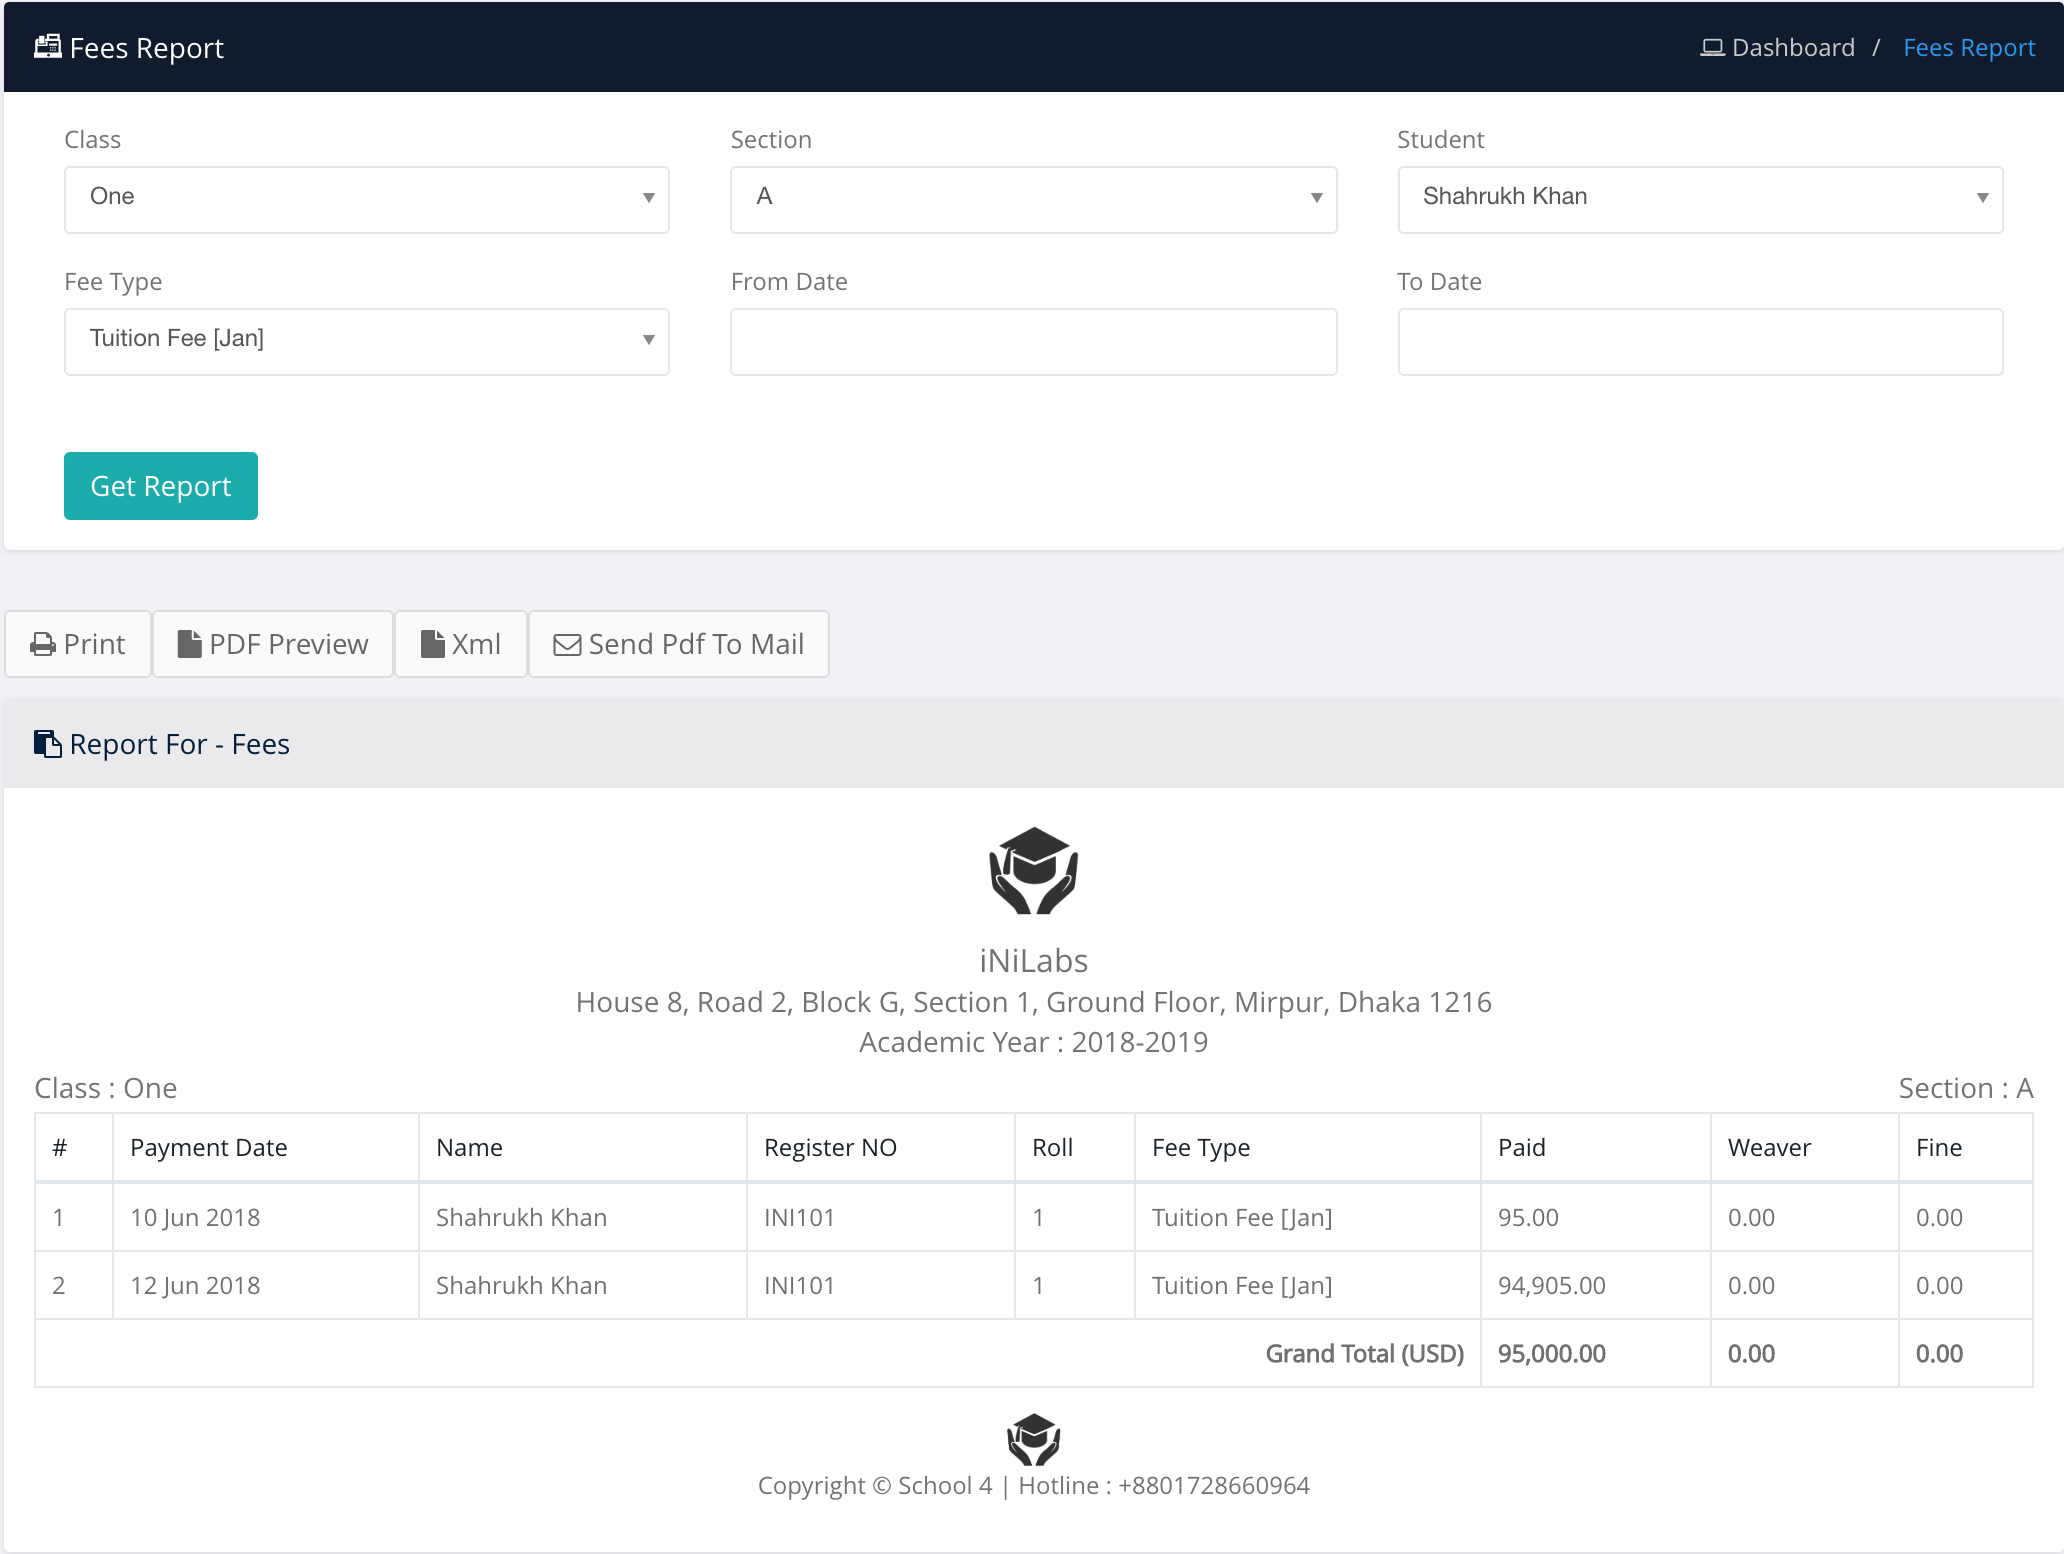 Fees Report
Dashboard / Fees Report
Class
Section
Student
One
A
Shahrukh Khan
Fee Type
From Date
To Date
Tuition Fee [Jan]
Get Report
Print
PDF Preview
Xml
Send Pdf To Mail
Report For - Fees
iNiLabs
House 8, Road 2, Block G, Section 1, Ground Floor, Mirpur, Dhaka 1216
Academic Year : 2018-2019
Class : One
Section : A
# Payment Date Name Register NO Roll Fee Type Paid Weaver Fine
1 10 Jun 2018 Shahrukh Khan INI101 1 Tuition Fee [Jan] 95.00 0.00 0.00
2 12 Jun 2018 Shahrukh Khan INI101 1 Tuition Fee [Jan] 94,905.00 0.00 0.00
Grand Total (USD) 95,000.00 0.00 0.00
Copyright © School 4 | Hotline : +8801728660964